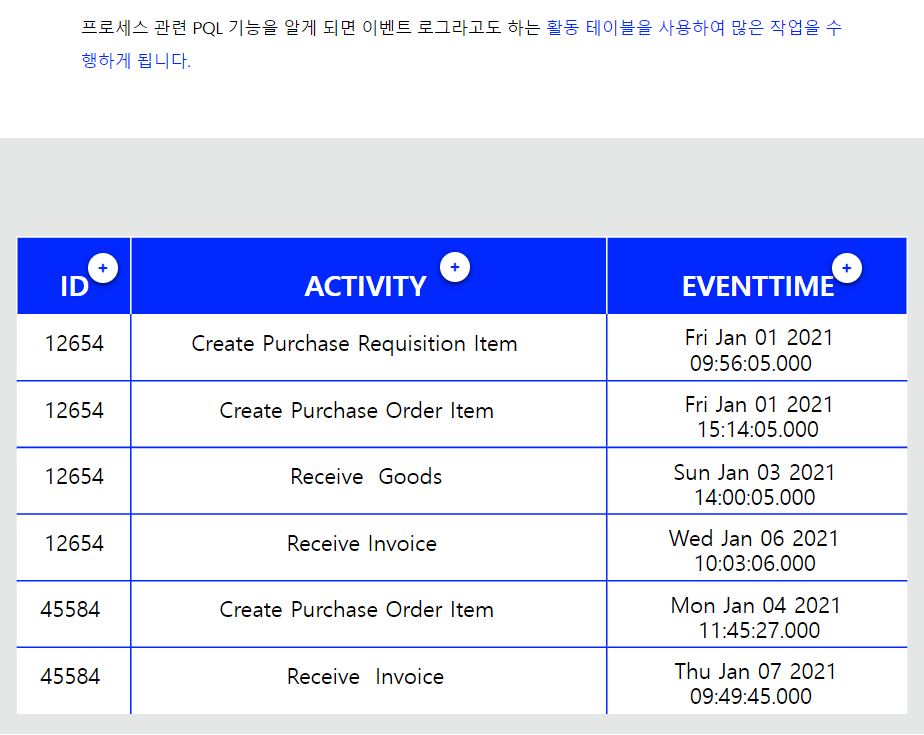 프로세스 관련 PQL 기능을 알게 되면 이벤트 로그라고도 하는 활동 테이블을 사용하여 많은 작업을 수
행하게 됩니다.
ID + ACTIVITY + EVENTTIME +
12654 Create Purchase Requisition Item Fri Jan 01 2021
09:56:05.000
12654 Create Purchase Order Item Fri Jan 01 2021
15:14:05.000
12654 Receive Goods Sun Jan 03 2021
14:00:05.000
12654 Receive Invoice Wed Jan 06 2021
10:03:06.000
45584 Create Purchase Order Item Mon Jan 04 2021
11:45:27.000
45584 Receive Invoice Thu Jan 07 2021
09:49:45.000